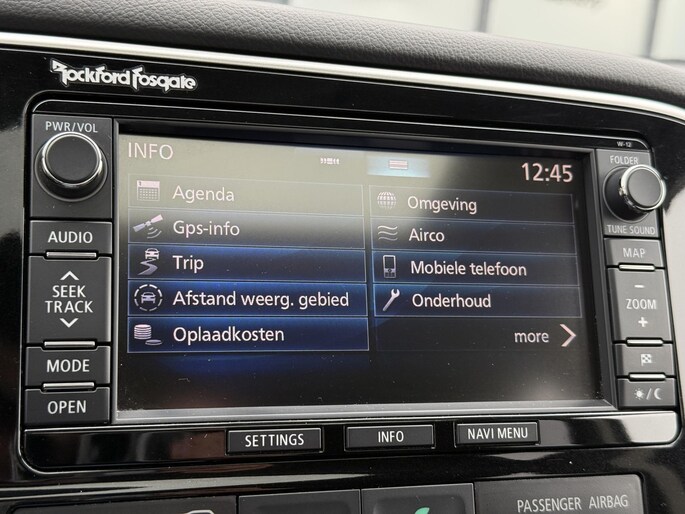 Rockford Fosgate
PWR/VOL
W-12
FOLDER
INFO
12:45
Agenda
Omgeving
TUNE SOUND
Gps-info
Airco
AUDIO
MAP
Trip
Mobiele telefoon
SEEK
TRACK
−
ZOOM
+
Afstand weerg. gebied
Onderhoud
Oplaadkosten
more
MODE
OPEN
SETTINGS
INFO
NAVI MENU
PASSENGER AIRBAG